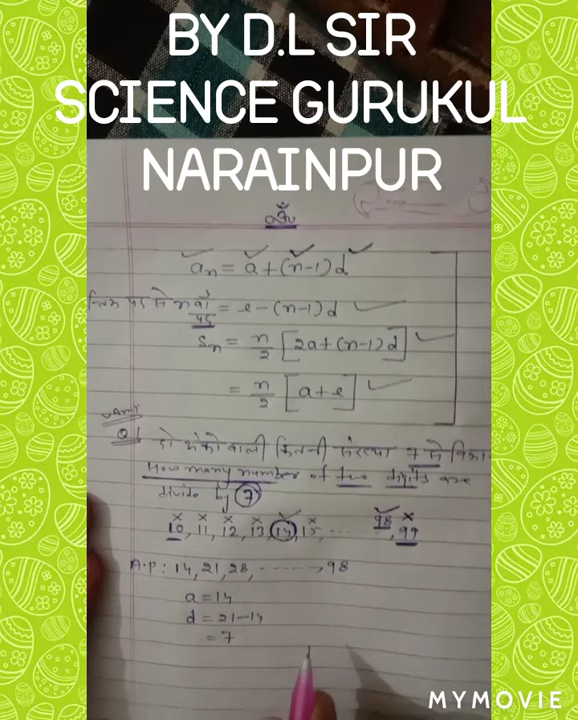 BY D.L SIR
SCIENCE GURUKUL
NARAINPUR
ॐ
an = a + (n-1) d
पद से nवाँ पद = l - (n-1) d
Sn = n/2 [2a + (n-1) d]
= n/2 [a + l]
Q1 दो अंको वाली कितनी संख्या 7 से
How many number of two digits are
divide by 7
10, 11, 12, 13, 14, 15, ..... 98, 99
A.P: 14, 21, 28, ------, 98
a = 14
d = 21-14
= 7
MYMOVIE